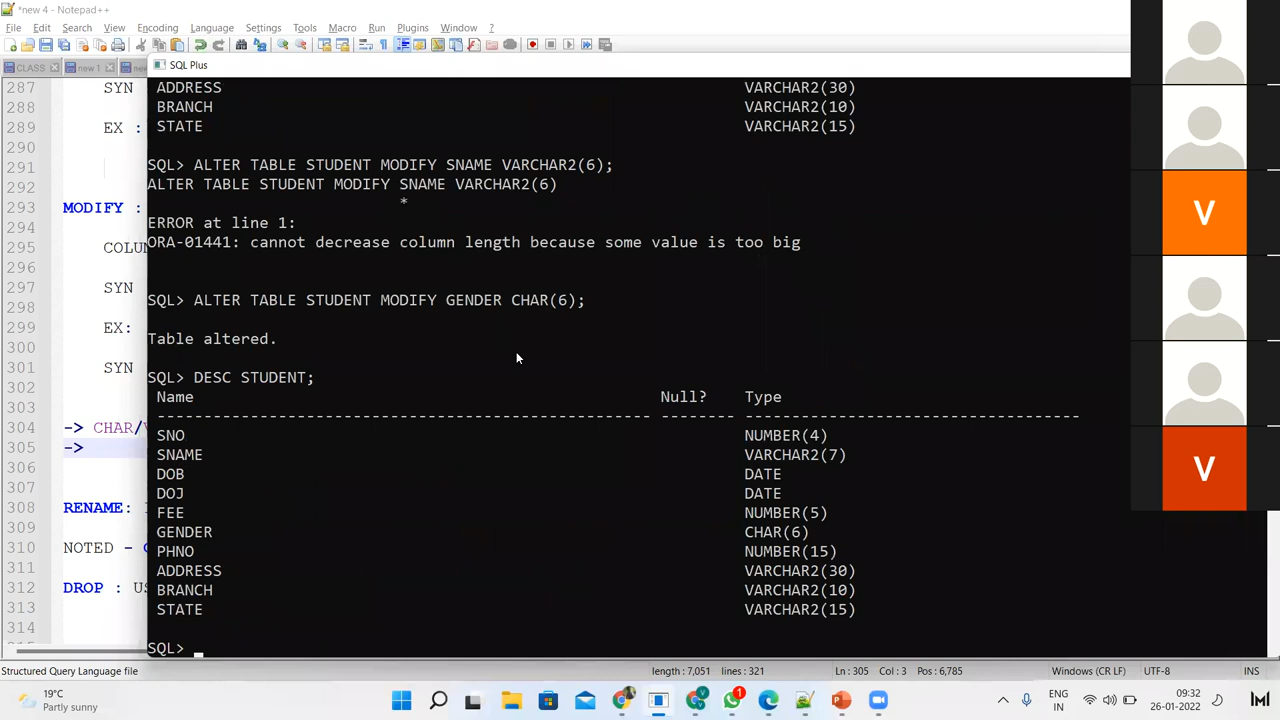 *new 4 - Notepad++
File Edit Search View Encoding Language Settings Tools Macro Run Plugins Window ?
CLASS new 1
SQL Plus
287 SYN
288
289 EX :
290
291
292
293 MODIFY :
294
295 COLUM
296
297 SYN
298
299 EX:
300
301 SYN
302
303
304 -> CHAR/V
305 ->
306
307
308 RENAME:
309
310 NOTED -
311
312 DROP : US
313
314
ADDRESS VARCHAR2(30)
BRANCH VARCHAR2(10)
STATE VARCHAR2(15)
SQL> ALTER TABLE STUDENT MODIFY SNAME VARCHAR2(6);
ALTER TABLE STUDENT MODIFY SNAME VARCHAR2(6)
*
ERROR at line 1:
ORA-01441: cannot decrease column length because some value is too big
SQL> ALTER TABLE STUDENT MODIFY GENDER CHAR(6);
Table altered.
SQL> DESC STUDENT;
Name Null? Type
----------------------------------------------------- -------- ------------------------------------
SNO NUMBER(4)
SNAME VARCHAR2(7)
DOB DATE
DOJ DATE
FEE NUMBER(5)
GENDER CHAR(6)
PHNO NUMBER(15)
ADDRESS VARCHAR2(30)
BRANCH VARCHAR2(10)
STATE VARCHAR2(15)
SQL>
V
V
Structured Query Language file length : 7,051 lines : 321 Ln : 305 Col : 3 Pos : 6,785 Windows (CR LF) UTF-8 INS
19°C
Partly sunny
1
ENG
IN
09:32
26-01-2022